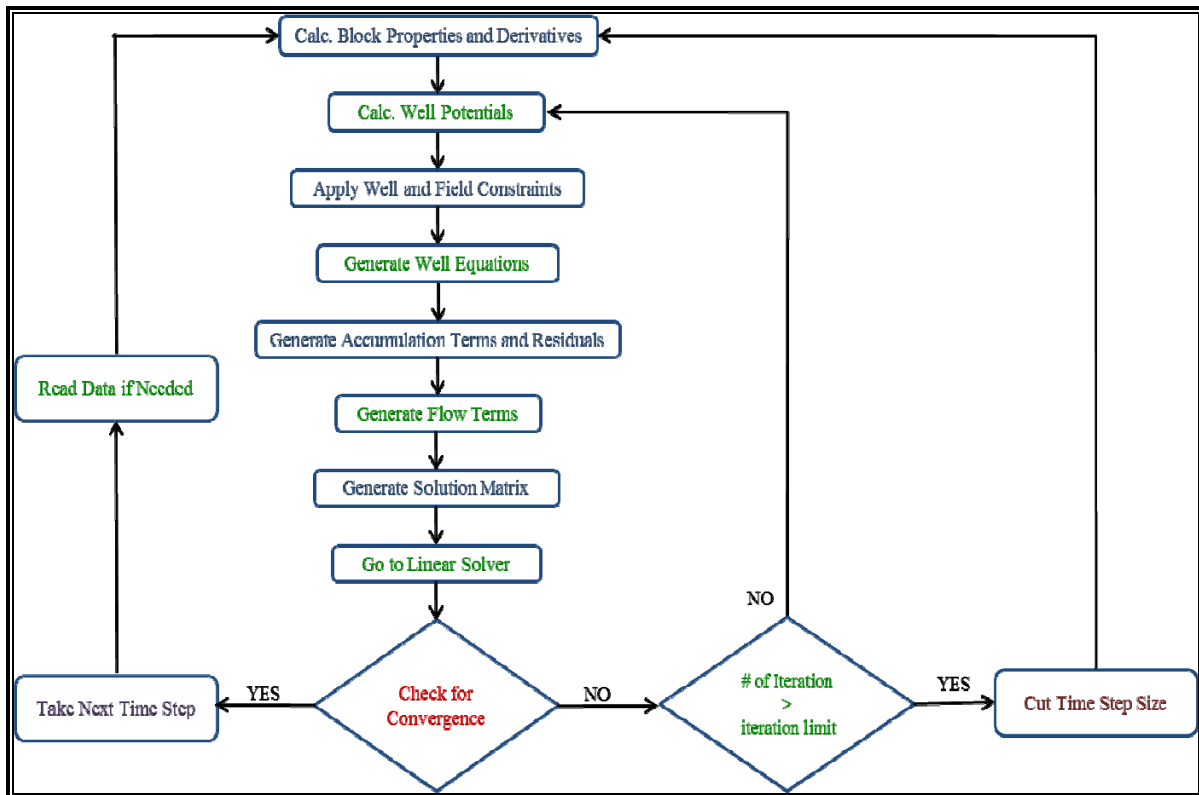 Calc. Block Properties and Derivatives
Calc. Well Potentials
Apply Well and Field Constraints
Generate Well Equations
Generate Accumulation Terms and Residuals
Read Data if Needed
Generate Flow Terms
Generate Solution Matrix
Go to Linear Solver
NO
YES
Check for
Convergence
NO
# of Iteration
>
iteration limit
YES
Take Next Time Step
Cut Time Step Size